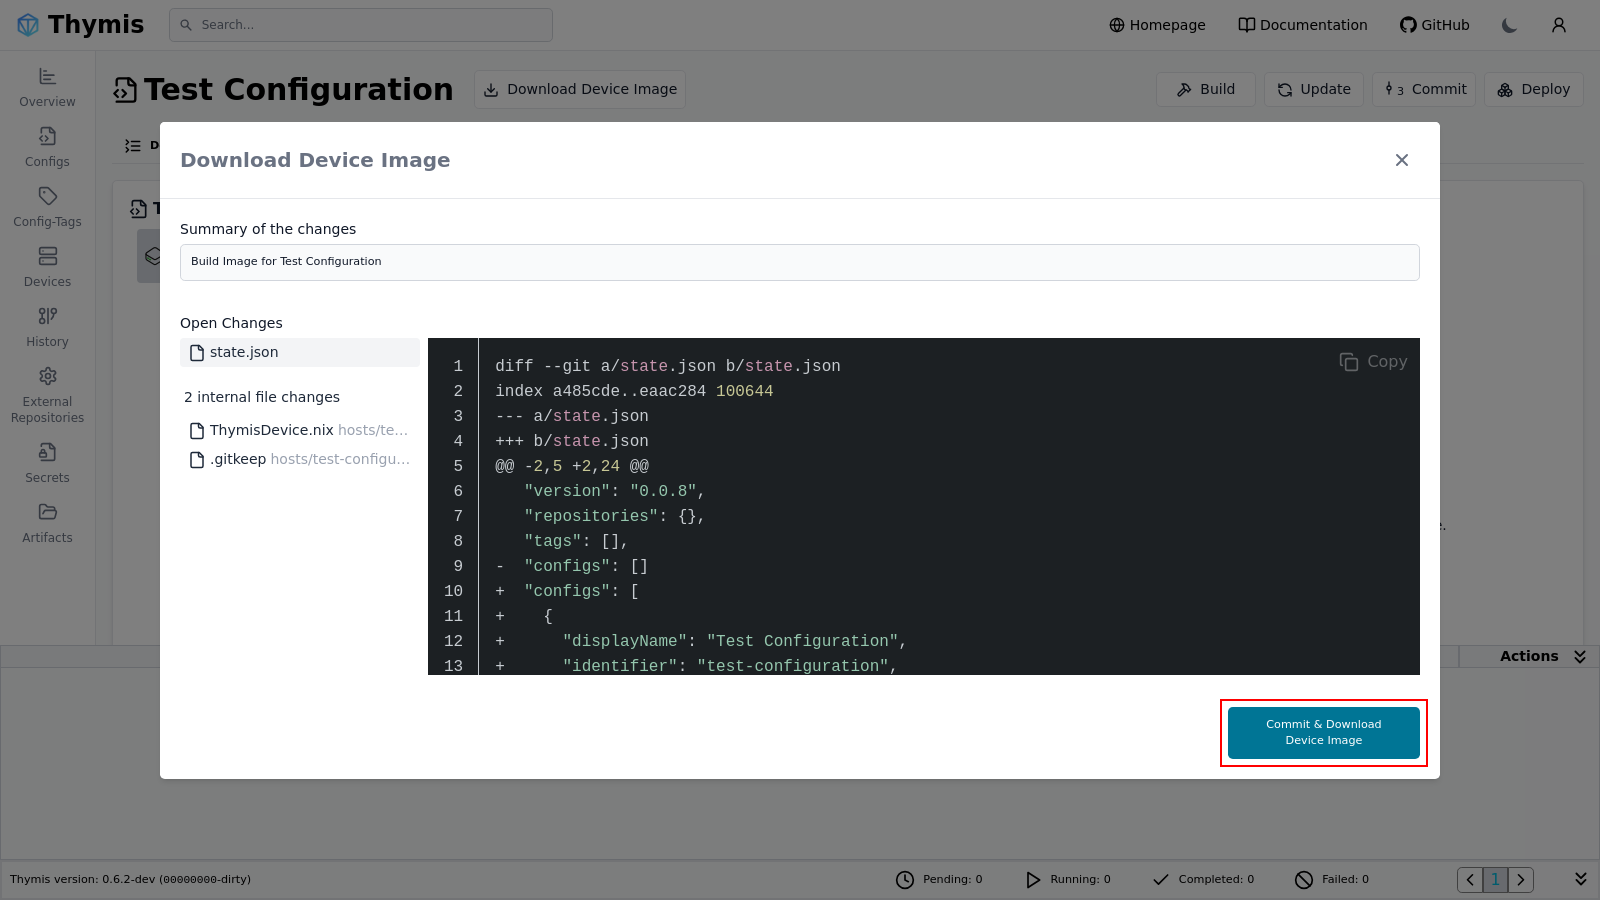 Thymis
Search...
Homepage
Documentation
GitHub
Overview
Configs
Config-Tags
Devices
History
External
Repositories
Secrets
Artifacts
Test Configuration
Download Device Image
Build
Update
3 Commit
Deploy
Download Device Image
Summary of the changes
Build Image for Test Configuration
Open Changes
state.json
2 internal file changes
ThymisDevice.nix hosts/te...
.gitkeep hosts/test-configu...
Copy
1 diff --git a/state.json b/state.json
2 index a485cde..eaac284 100644
3 --- a/state.json
4 +++ b/state.json
5 @@ -2,5 +2,24 @@
6    "version": "0.0.8",
7    "repositories": {},
8    "tags": [],
9 -  "configs": []
10 +  "configs": [
11 +    {
12 +      "displayName": "Test Configuration",
13 +      "identifier": "test-configuration",
Commit & Download
Device Image
Actions
Thymis version: 0.6.2-dev (00000000-dirty)
Pending: 0
Running: 0
Completed: 0
Failed: 0
1